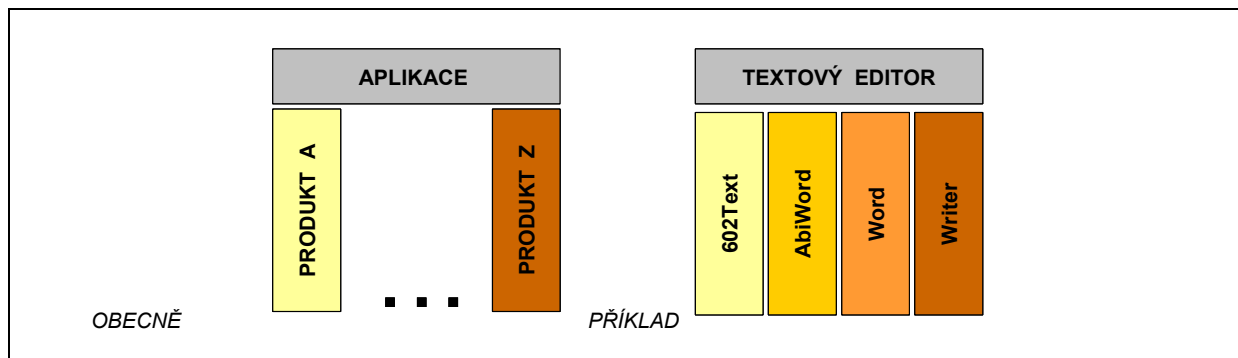 APLIKACE
PRODUKT A
PRODUKT Z
...
OBECNĚ
TEXTOVÝ EDITOR
602Text
AbiWord
Word
Writer
PŘÍKLAD